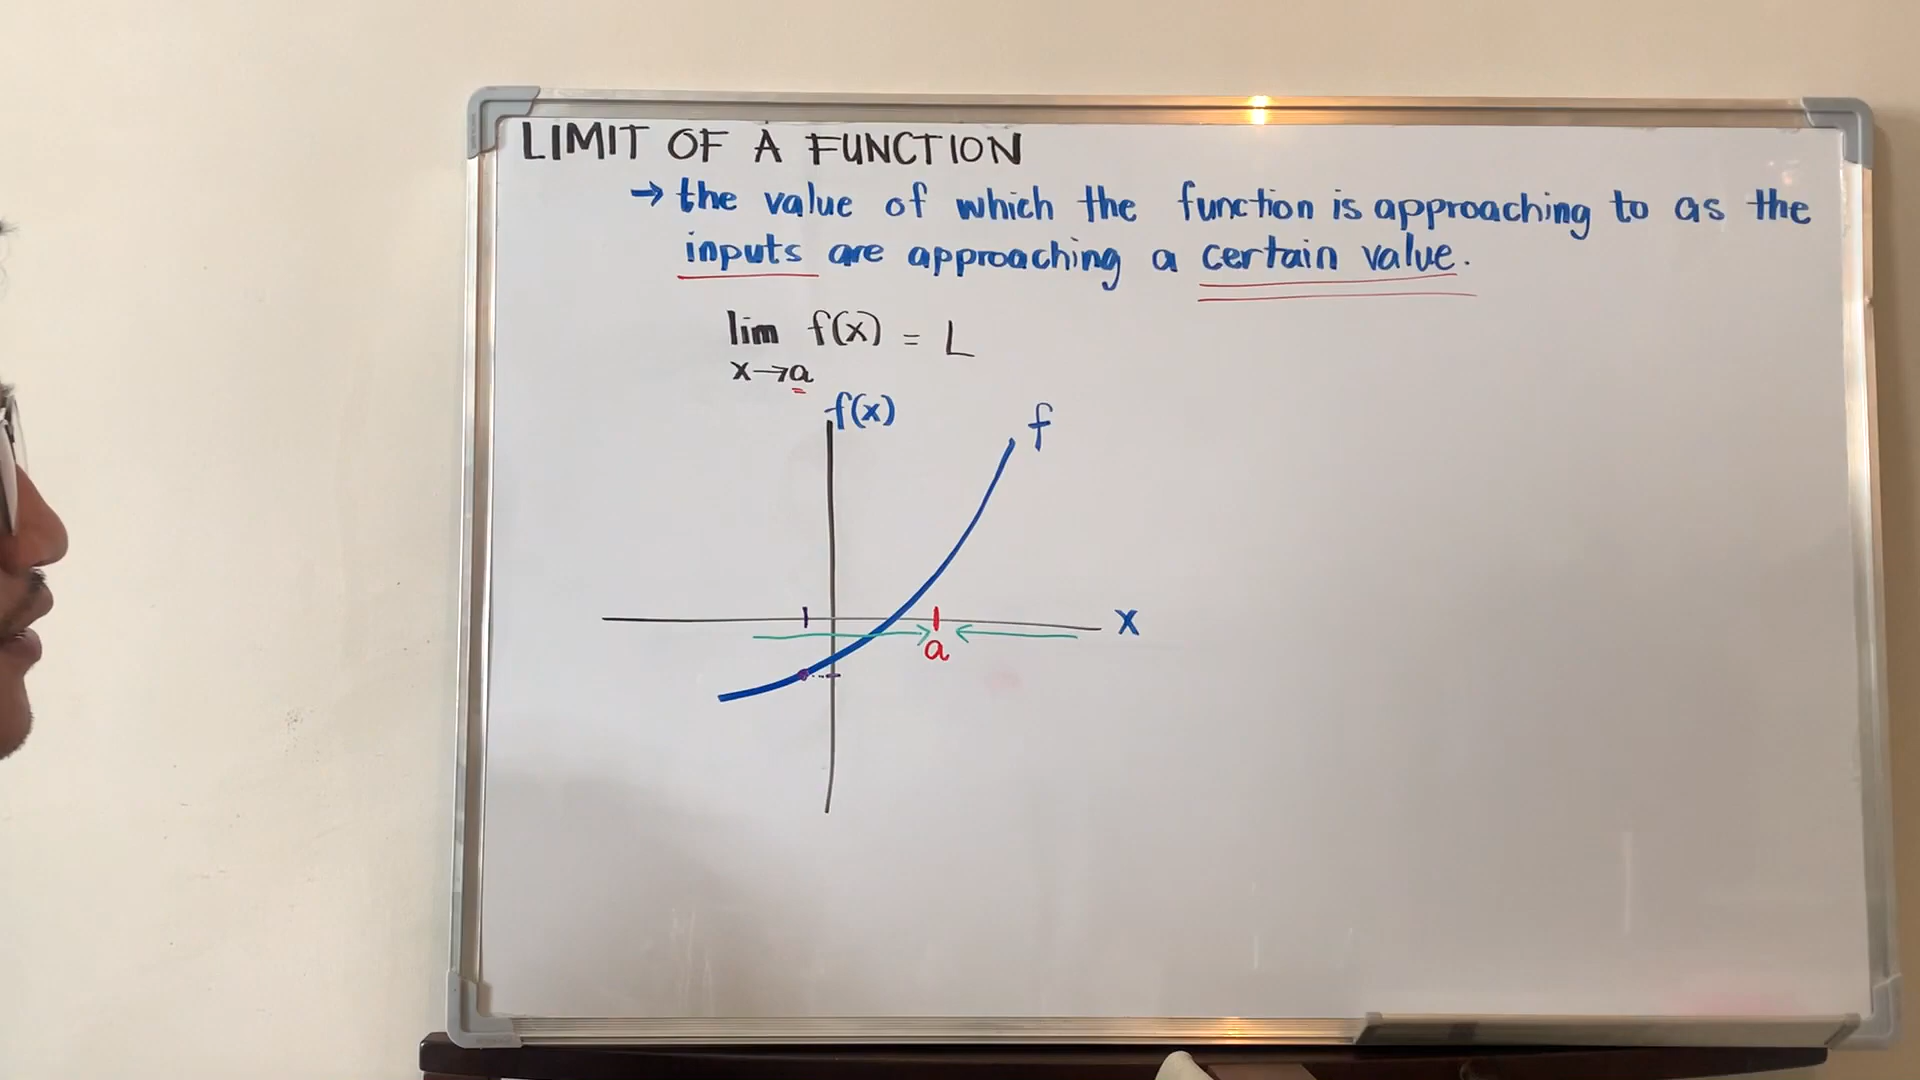 LIMIT OF A FUNCTION
→ the value of which the function is approaching to as the
inputs are approaching a certain value.
lim f(x) = L
x→a
f(x)
f
x
a